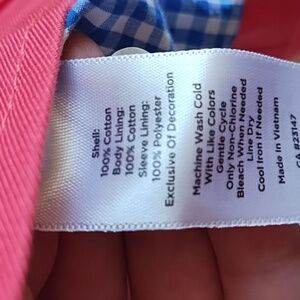 Shell:
100% Cotton
Body Lining:
100% Cotton
Sleeve Lining:
100% Polyester
Exclusive Of Decoration
Machine Wash Cold
With Like Colors
Gentle Cycle
Only Non-Chlorine
Bleach When Needed
Line Dry
Cool Iron If Needed
Made in Vietnam
CA #23147